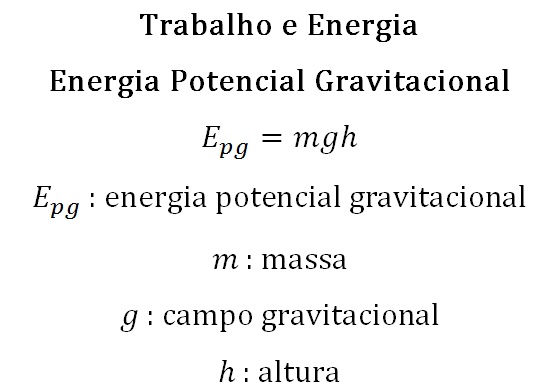 Trabalho e Energia
Energia Potencial Gravitacional
E_{pg} = mgh
E_{pg} : energia potencial gravitacional
m : massa
g : campo gravitacional
h : altura